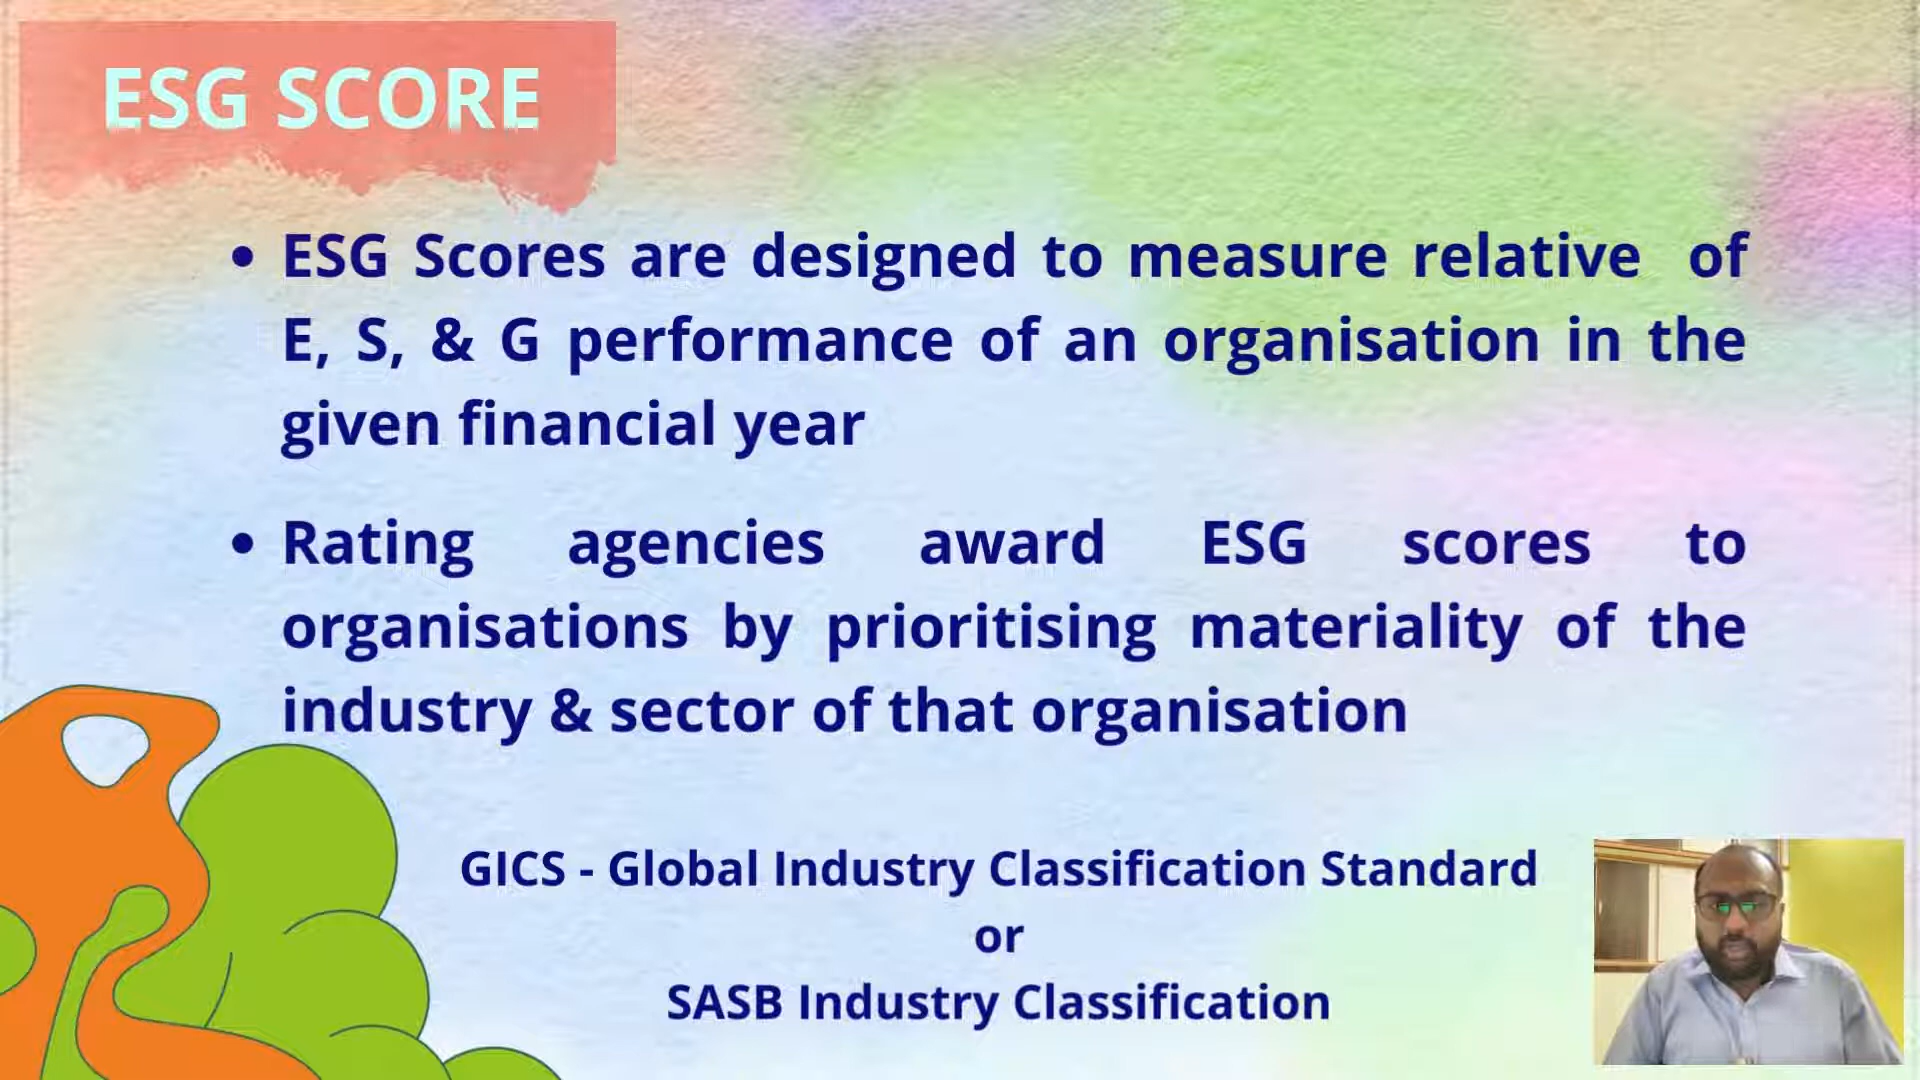 ESG SCORE
• ESG Scores are designed to measure relative of
E, S, & G performance of an organisation in the
given financial year
• Rating agencies award ESG scores to
organisations by prioritising materiality of the
industry & sector of that organisation
GICS - Global Industry Classification Standard
or
SASB Industry Classification